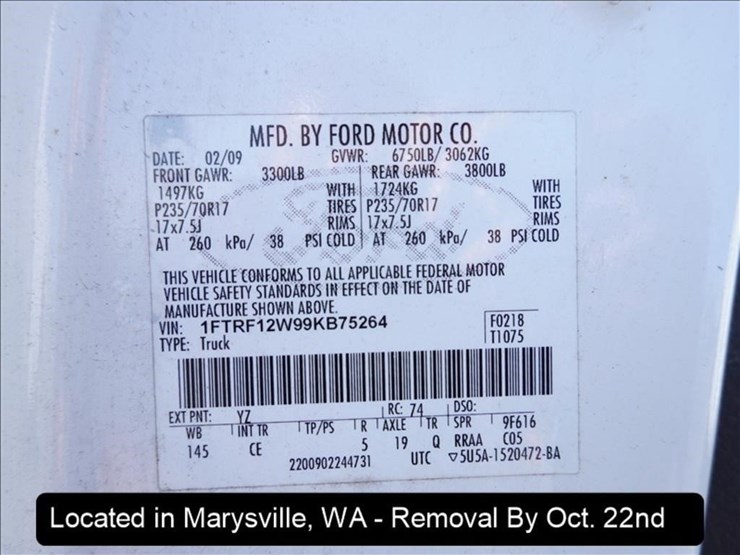 MFD. BY FORD MOTOR CO.
DATE: 02/09 GVWR: 6750LB/ 3062KG
FRONT GAWR: 3300LB REAR GAWR: 3800LB
1497KG WITH 1724KG WITH
P235/70R17 TIRES P235/70R17 TIRES
17x7.5J RIMS 17x7.5J RIMS
AT 260 kPa/ 38 PSI COLD AT 260 kPa/ 38 PSI COLD
THIS VEHICLE CONFORMS TO ALL APPLICABLE FEDERAL MOTOR
VEHICLE SAFETY STANDARDS IN EFFECT ON THE DATE OF
MANUFACTURE SHOWN ABOVE.
VIN: 1FTRF12W99KB75264 F0218
TYPE: Truck T1075
EXT PNT: YZ RC: 74 DSO:
WB INT TR TP/PS R AXLE TR SPR 9F616
145 CE 5 19 Q RRAA C05
2200902244731 UTC ▽5U5A-1520472-BA
Located in Marysville, WA - Removal By Oct. 22nd